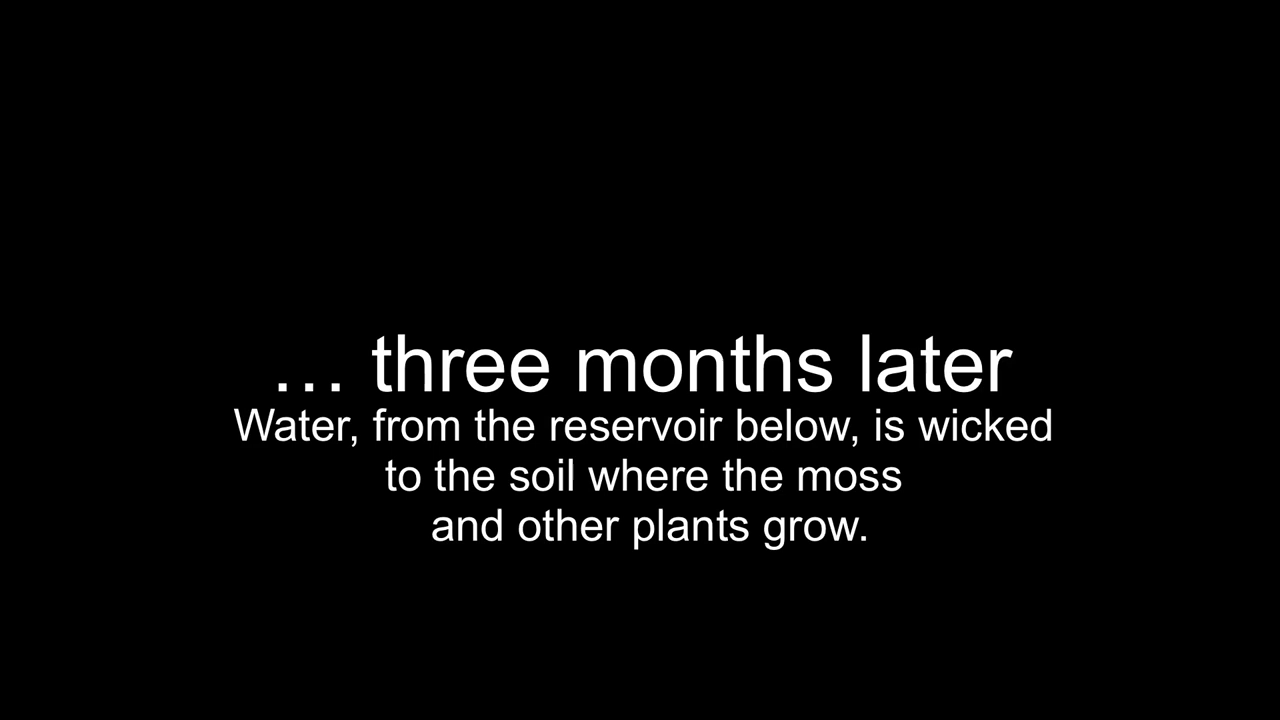 … three months later
Water, from the reservoir below, is wicked
to the soil where the moss
and other plants grow.